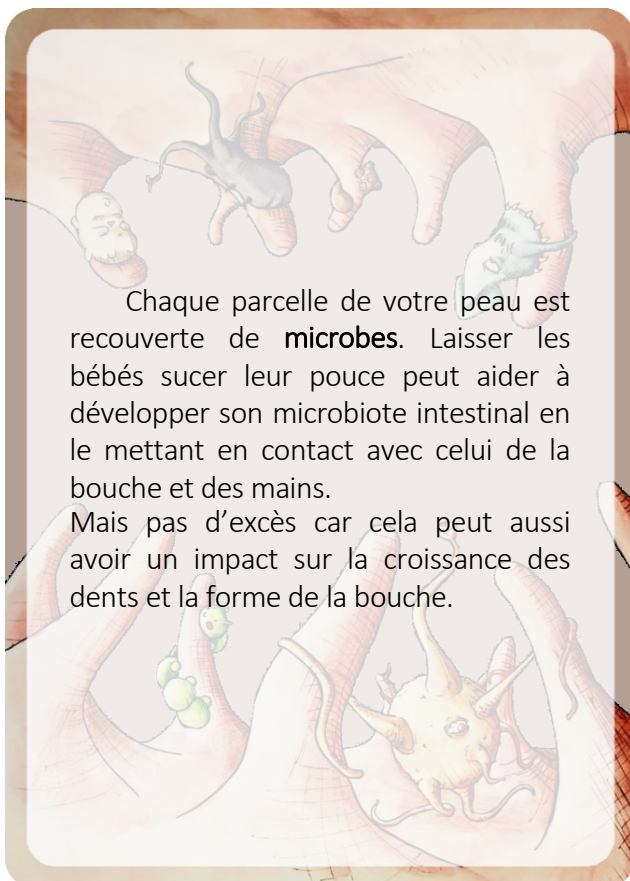 Chaque parcelle de votre peau est
recouverte de microbes. Laisser les
bébés sucer leur pouce peut aider à
développer son microbiote intestinal en
le mettant en contact avec celui de la
bouche et des mains.
Mais pas d’excès car cela peut aussi
avoir un impact sur la croissance des
dents et la forme de la bouche.